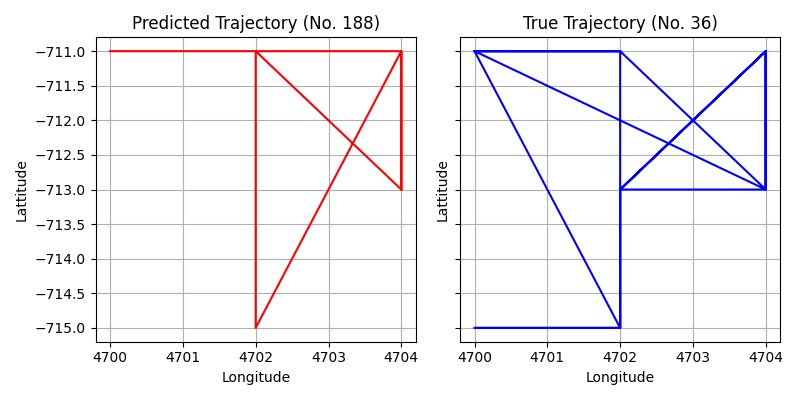 Predicted Trajectory (No. 188)
True Trajectory (No. 36)
Lattitude
−711.0
−711.5
−712.0
−712.5
−713.0
−713.5
−714.0
−714.5
−715.0
4700 4701 4702 4703 4704
Longitude
Lattitude
4700 4701 4702 4703 4704
Longitude